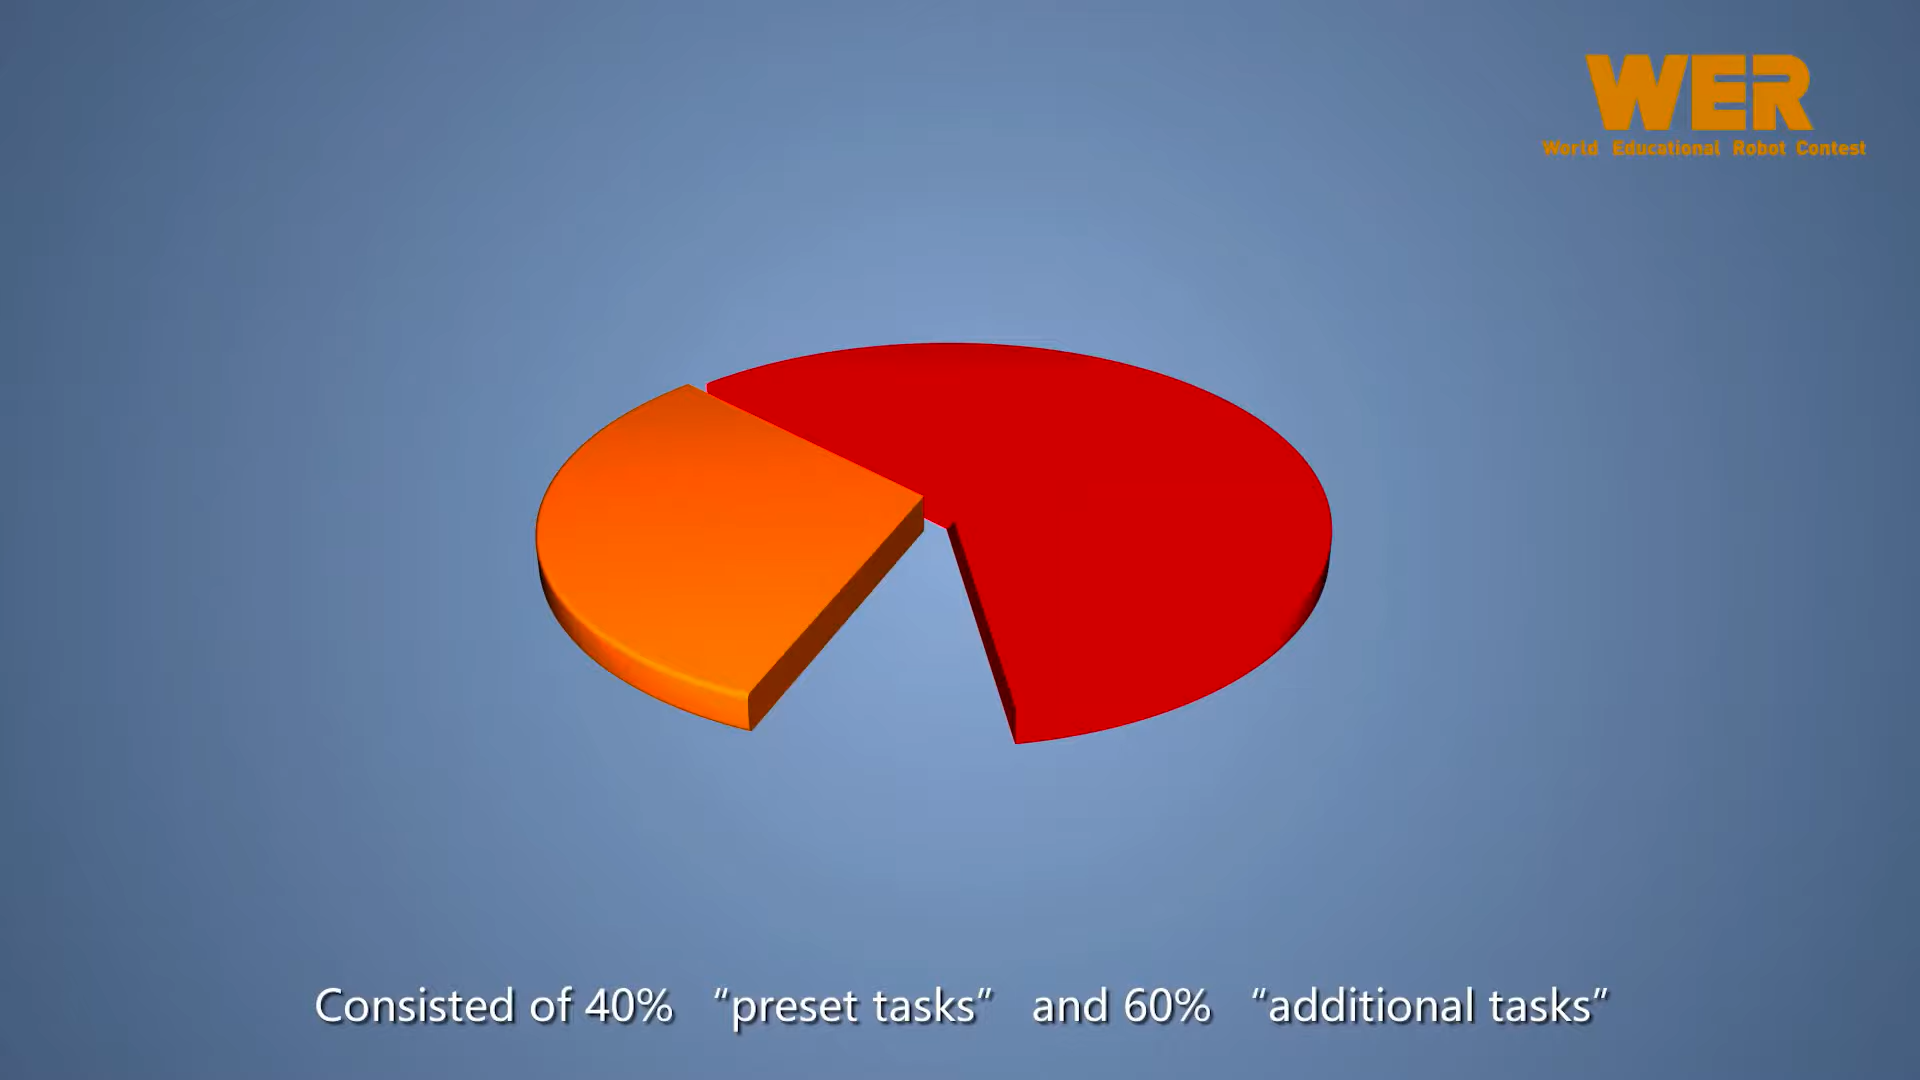 WER
World Educational Robot Contest
Consisted of 40% “preset tasks” and 60% “additional tasks”